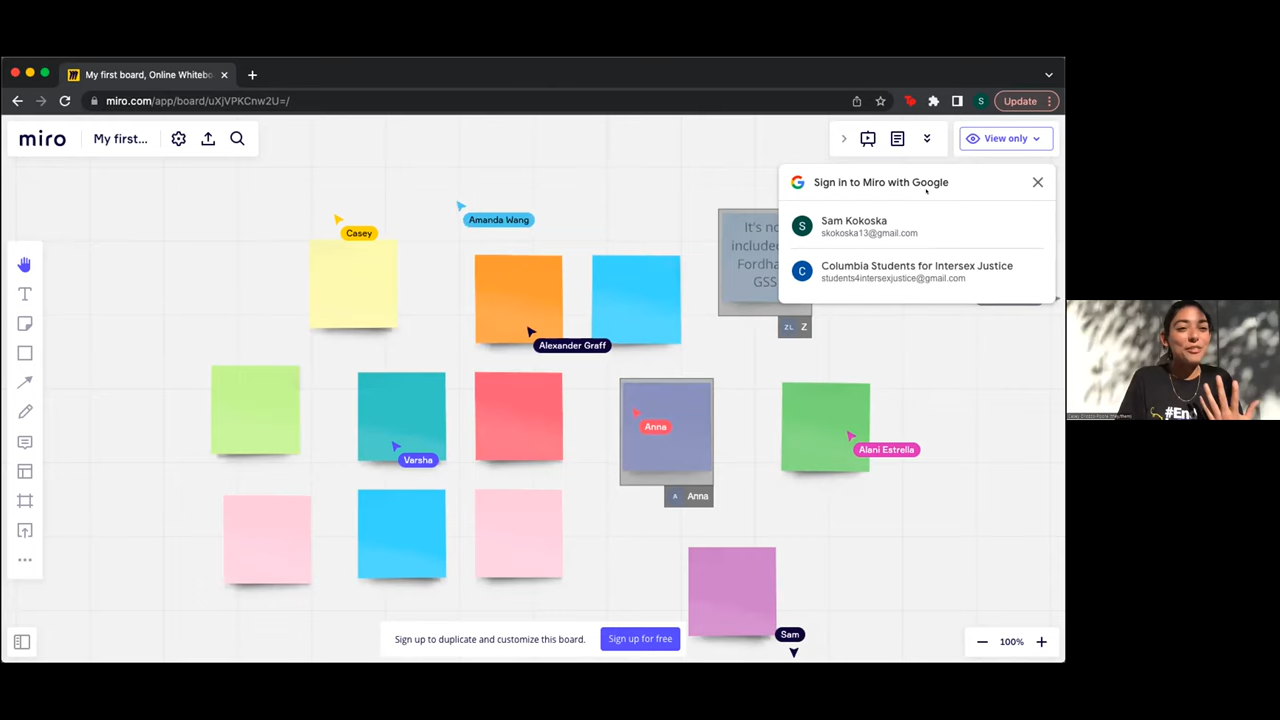 My first board, Online Whitebo
miro.com/app/board/uXjVPKCnw2U=/
S
Update
miro
My first...
View only
Sign in to Miro with Google
S
Sam Kokoska
skokoska13@gmail.com
C
Columbia Students for Intersex Justice
students4intersexjustice@gmail.com
Casey
Amanda Wang
It's no
include
Fordha
GSS
ZL Z
Alexander Graff
Anna
Varsha
Alani Estrella
A Anna
Sign up to duplicate and customize this board.
Sign up for free
Sam
100%